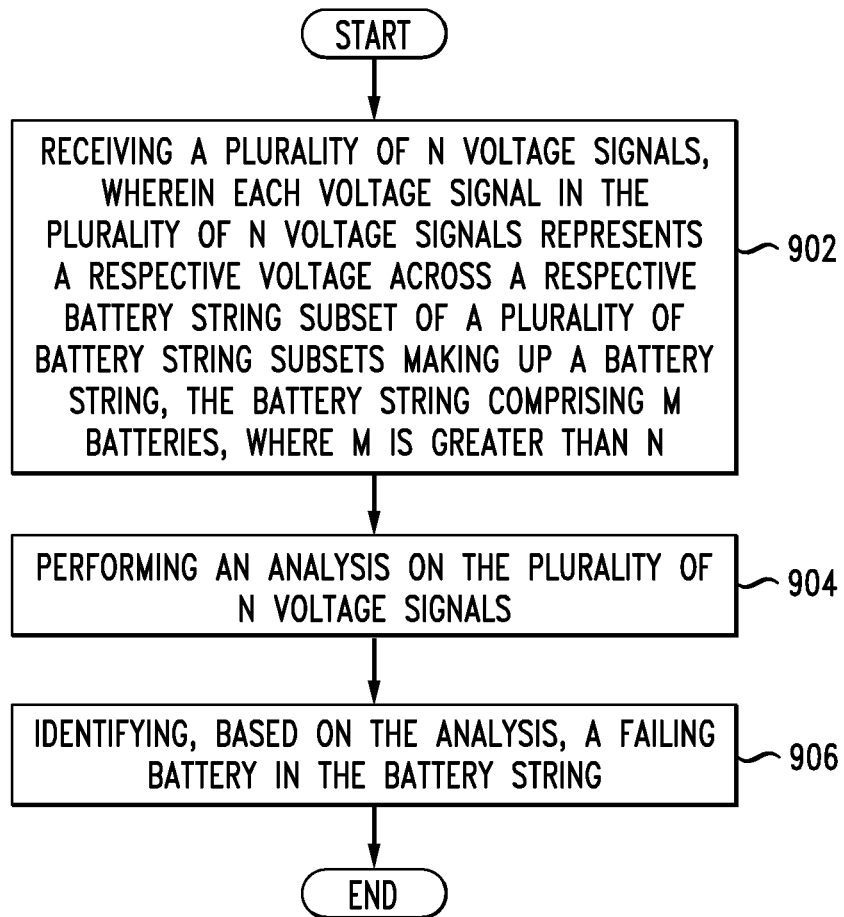 START
RECEIVING A PLURALITY OF N VOLTAGE SIGNALS,
WHEREIN EACH VOLTAGE SIGNAL IN THE
PLURALITY OF N VOLTAGE SIGNALS REPRESENTS
A RESPECTIVE VOLTAGE ACROSS A RESPECTIVE
BATTERY STRING SUBSET OF A PLURALITY OF
BATTERY STRING SUBSETS MAKING UP A BATTERY
STRING, THE BATTERY STRING COMPRISING M
BATTERIES, WHERE M IS GREATER THAN N
902
PERFORMING AN ANALYSIS ON THE PLURALITY OF
N VOLTAGE SIGNALS
904
IDENTIFYING, BASED ON THE ANALYSIS, A FAILING
BATTERY IN THE BATTERY STRING
906
END